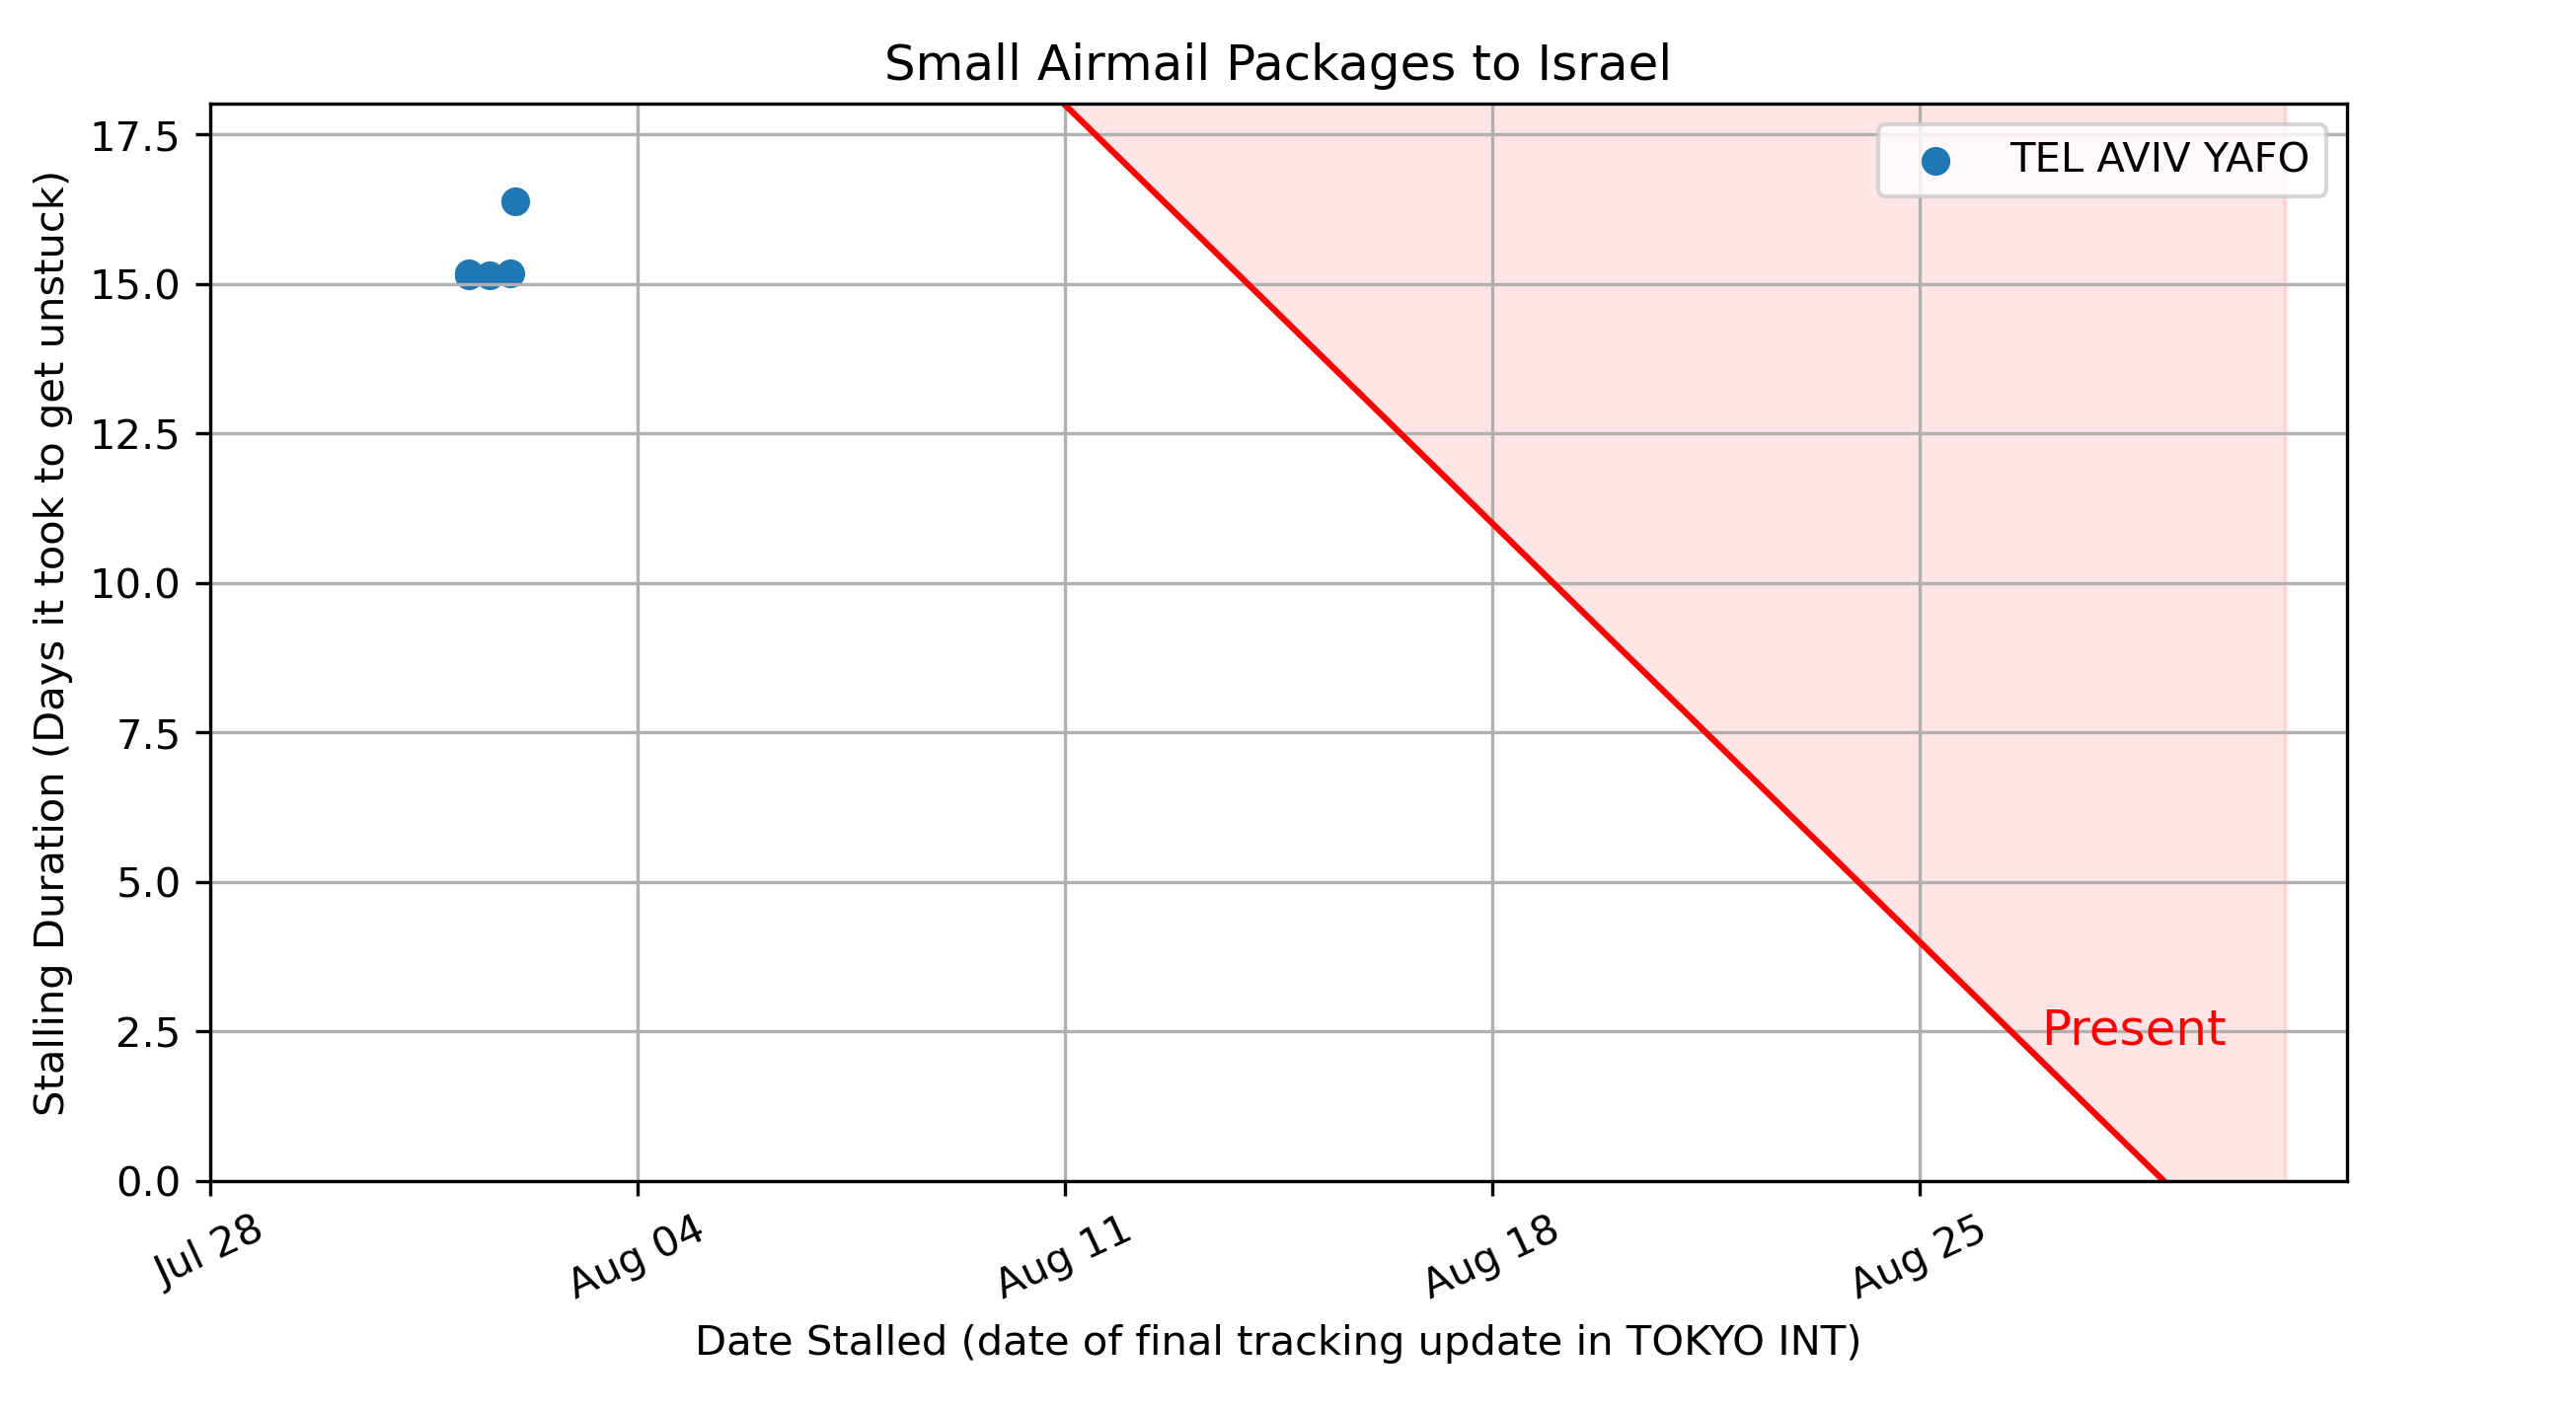 Small Airmail Packages to Israel
TEL AVIV YAFO
Stalling Duration (Days it took to get unstuck)
17.5
15.0
12.5
10.0
7.5
5.0
2.5
0.0
Present
Jul 28
Aug 04
Aug 11
Aug 18
Aug 25
Date Stalled (date of final tracking update in TOKYO INT)